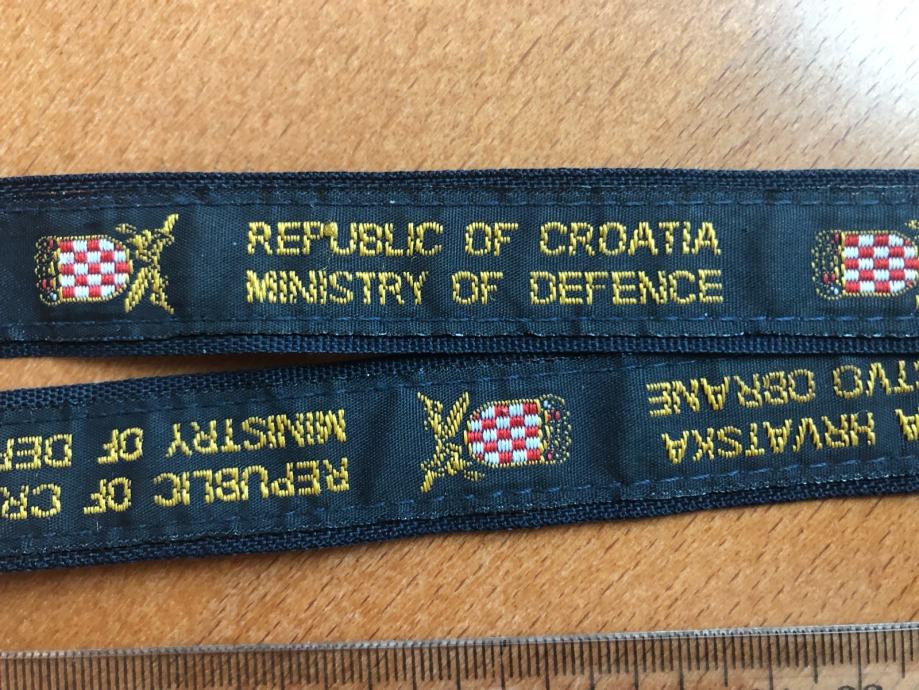 REPUBLIC OF CROATIA
MINISTRY OF DEFENCE
REPUBLIC OF
MINISTRY OF
HRVATSKA
OBRANE